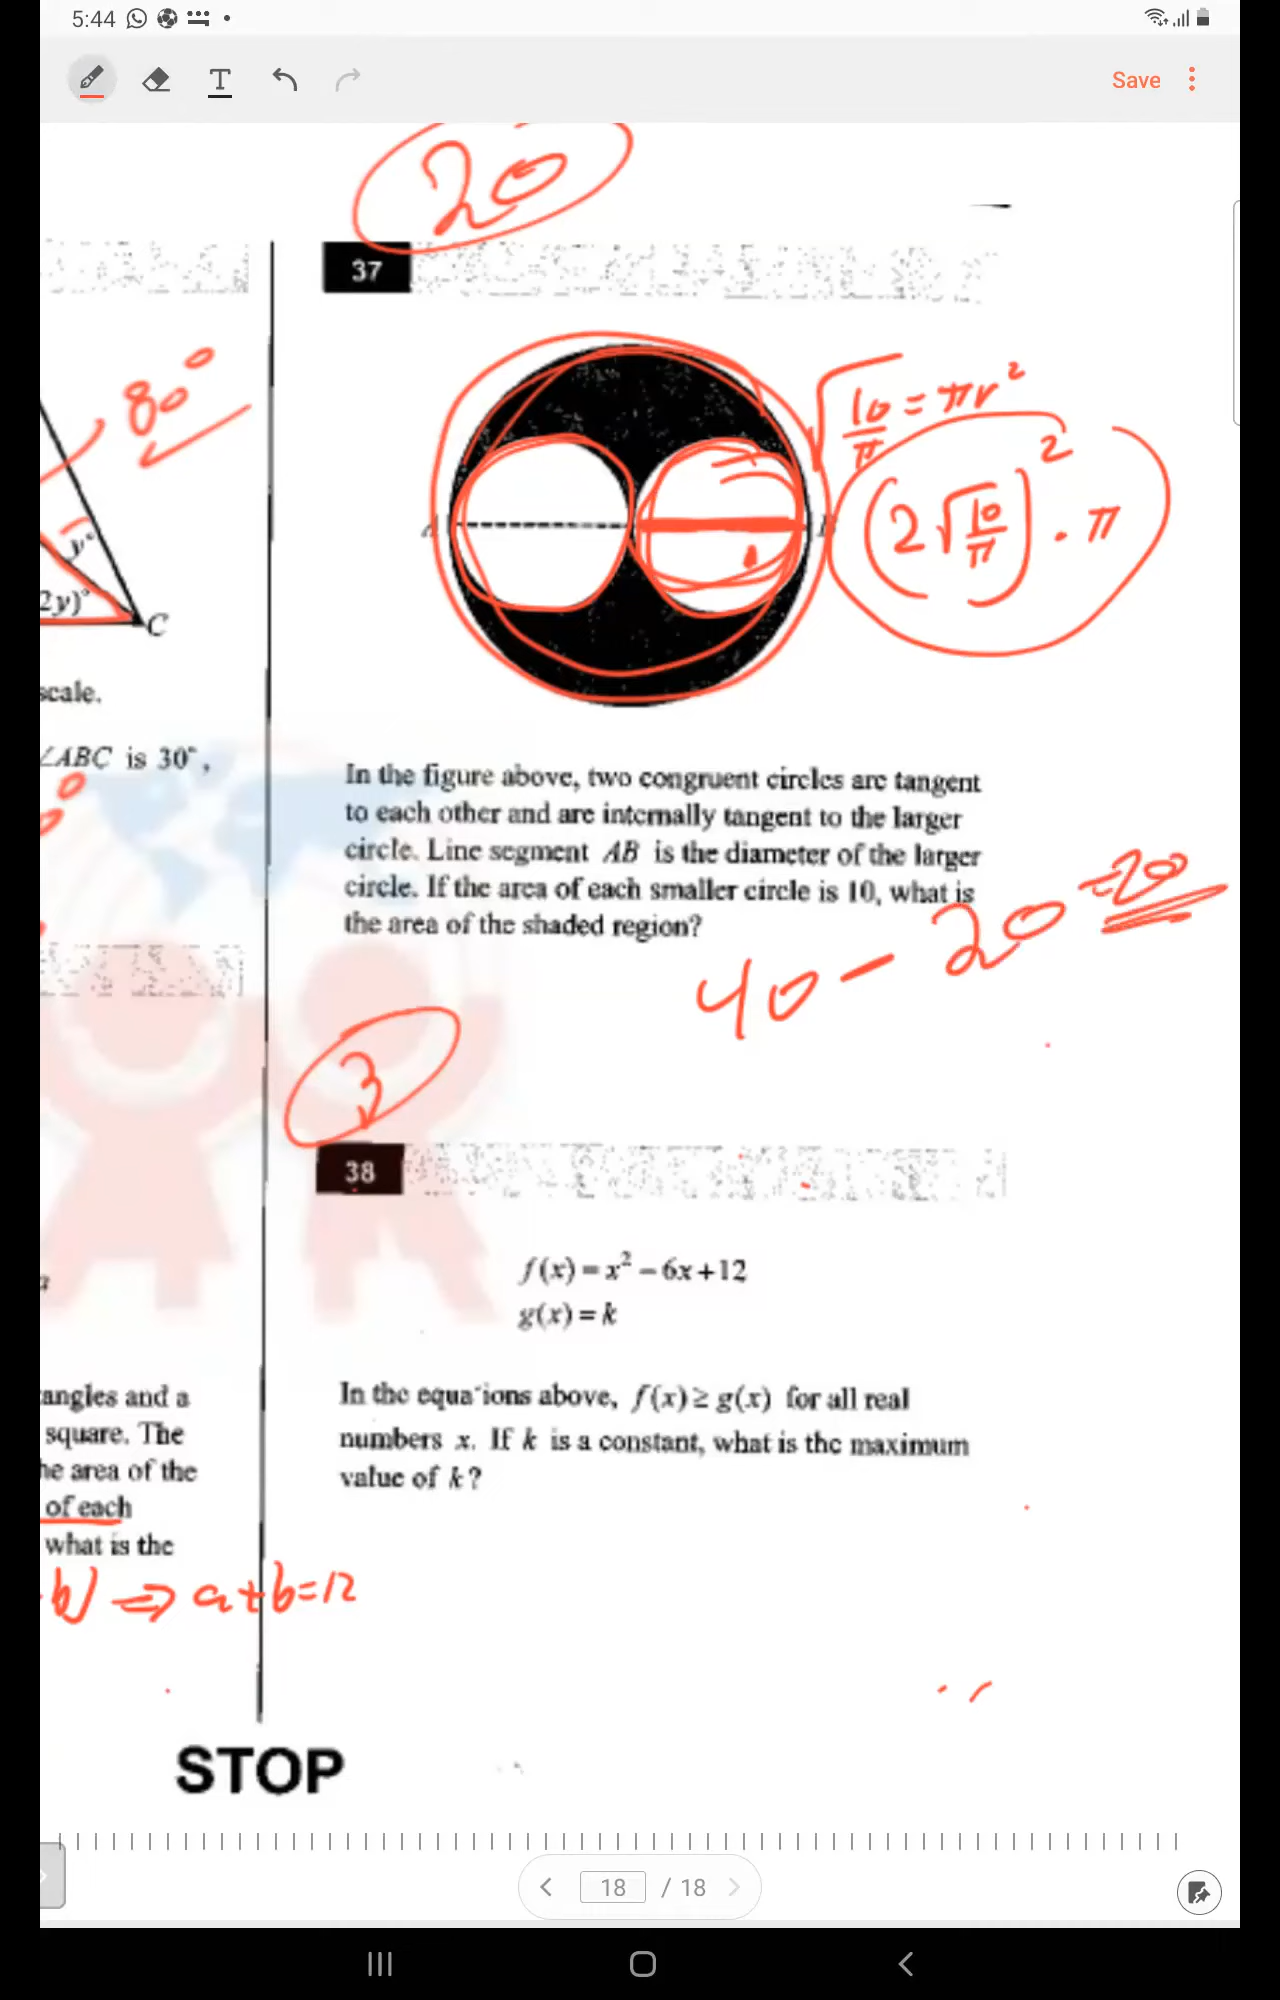 5:44
T
Save
20
37
80°
10/π = πr²
(2√10/π)² · π
A
B
y°
2y)°
C
scale.
∠ABC is 30°,
In the figure above, two congruent circles are tangent
to each other and are internally tangent to the larger
circle. Line segment AB is the diameter of the larger
circle. If the area of each smaller circle is 10, what is
the area of the shaded region?
40 - 20 = 20
3
38
f(x) = x² - 6x + 12
g(x) = k
angles and a
square. The
he area of the
of each
what is the
In the equations above, f(x) ≥ g(x) for all real
numbers x. If k is a constant, what is the maximum
value of k?
b) ⇒ a+b=12
STOP
18 / 18